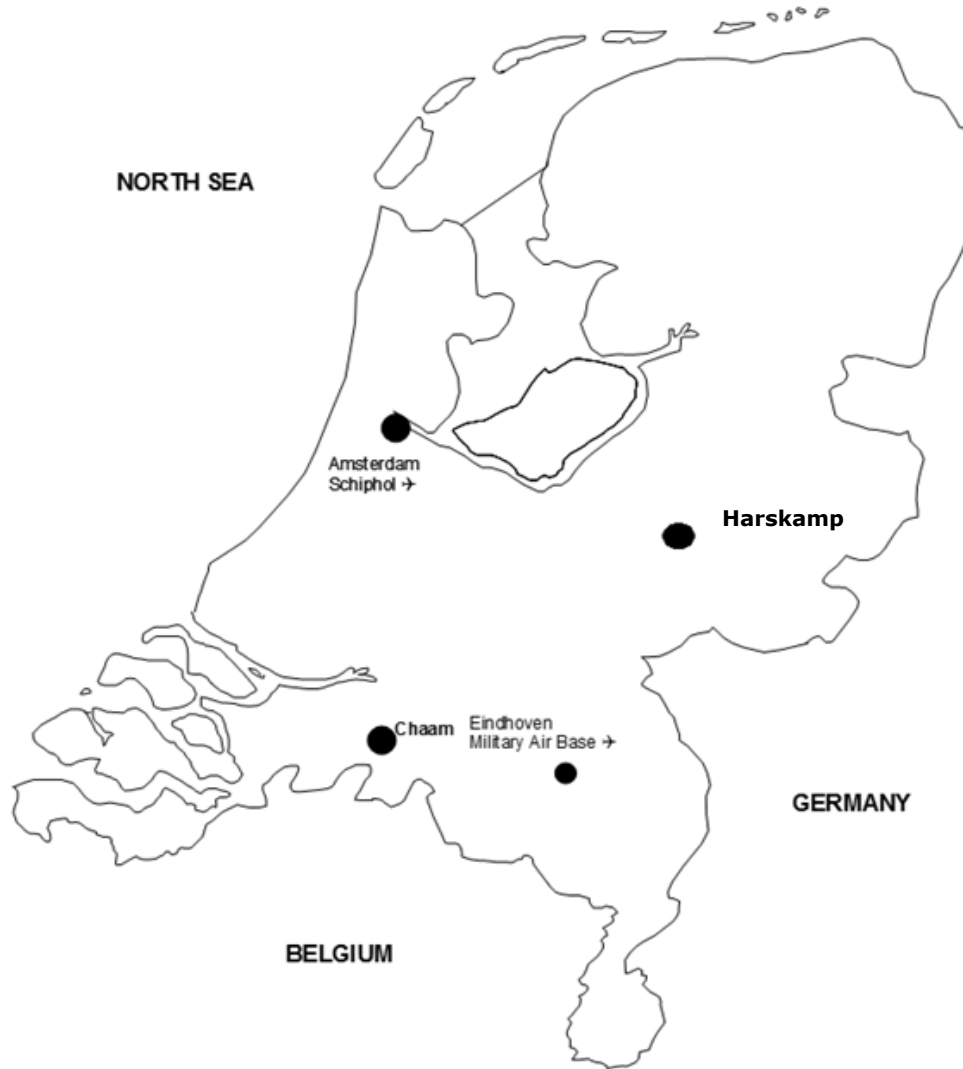 NORTH SEA
Amsterdam
Schiphol ✈
Harskamp
Chaam
Eindhoven
Military Air Base ✈
GERMANY
BELGIUM